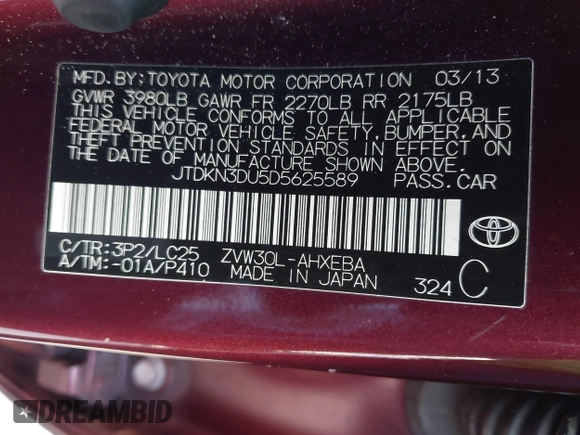 MFD. BY: TOYOTA MOTOR CORPORATION 03/13
GVWR 3980LB GAWR FR 2270LB RR 2175LB
THIS VEHICLE CONFORMS TO ALL APPLICABLE
FEDERAL MOTOR VEHICLE SAFETY, BUMPER, AND
THEFT PREVENTION STANDARDS IN EFFECT ON
THE DATE OF MANUFACTURE SHOWN ABOVE.
JTDKN3DU5D5625589 PASS. CAR
C/TR: 3P2/LC25 ZVW30L-AHXEBA
A/TM: -01A/P410 MADE IN JAPAN 324 C
DREAMBID